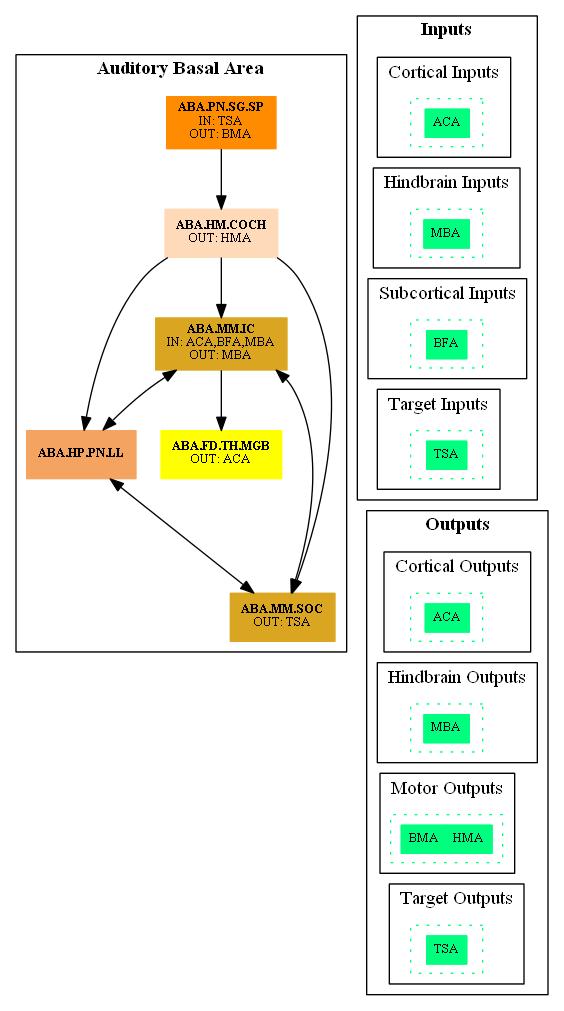 Auditory Basal Area
ABA.PN.SG.SP
IN: TSA
OUT: BMA
ABA.HM.COCH
OUT: HMA
ABA.MM.IC
IN: ACA,BFA,MBA
OUT: MBA
ABA.HP.PN.LL
ABA.FD.TH.MGB
OUT: ACA
ABA.MM.SOC
OUT: TSA
Inputs
Cortical Inputs
ACA
Hindbrain Inputs
MBA
Subcortical Inputs
BFA
Target Inputs
TSA
Outputs
Cortical Outputs
ACA
Hindbrain Outputs
MBA
Motor Outputs
BMA HMA
Target Outputs
TSA